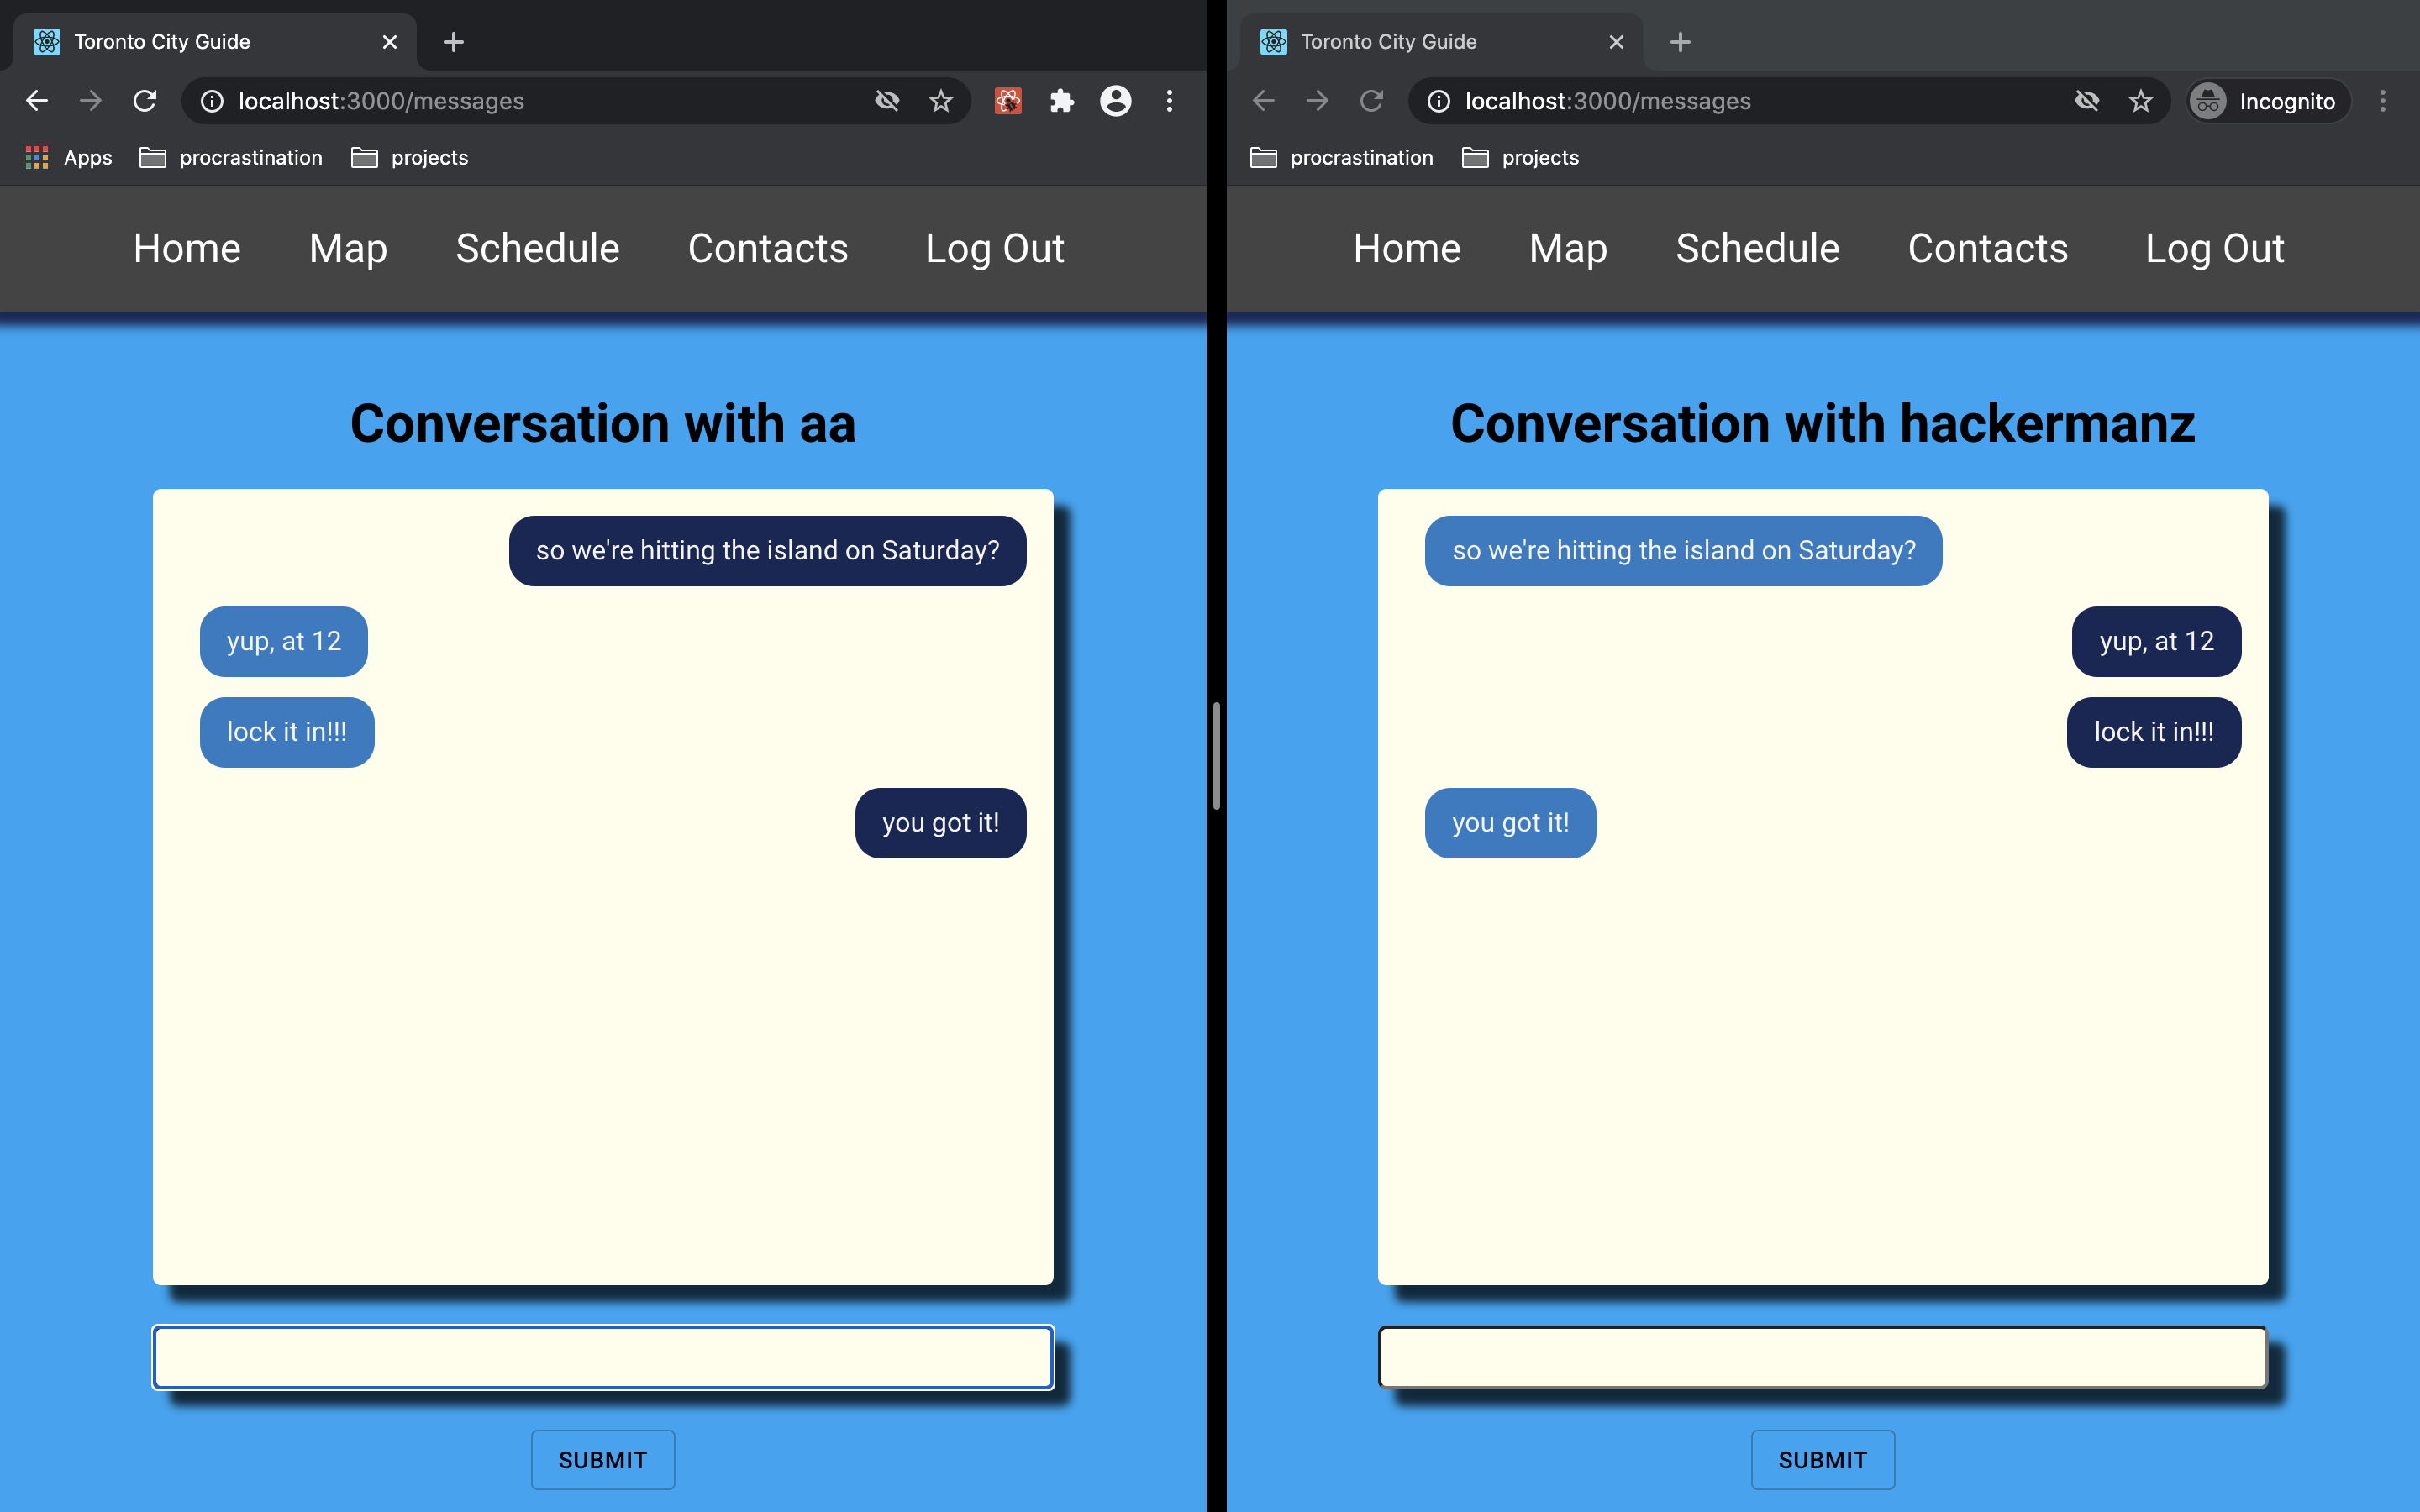 Toronto City Guide
localhost:3000/messages
Apps procrastination projects
Home Map Schedule Contacts Log Out
Conversation with aa
so we're hitting the island on Saturday?
yup, at 12
lock it in!!!
you got it!
SUBMIT
Toronto City Guide
localhost:3000/messages Incognito
procrastination projects
Home Map Schedule Contacts Log Out
Conversation with hackermanz
so we're hitting the island on Saturday?
yup, at 12
lock it in!!!
you got it!
SUBMIT